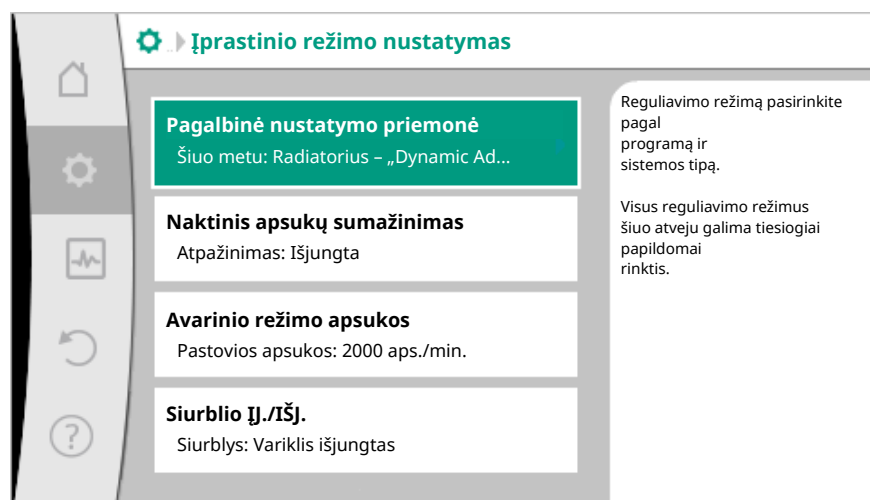 Įprastinio režimo nustatymas
Pagalbinė nustatymo priemonė
Šiuo metu: Radiatorius – „Dynamic Ad...
Naktinis apsukų sumažinimas
Atpažinimas: Išjungta
Avarinio režimo apsukos
Pastovios apsukos: 2000 aps./min.
Siurblio ĮJ./IŠJ.
Siurblys: Variklis išjungtas
Reguliavimo režimą pasirinkite
pagal
programą ir
sistemos tipą.
Visus reguliavimo režimus
šiuo atveju galima tiesiogiai
papildomai
rinktis.